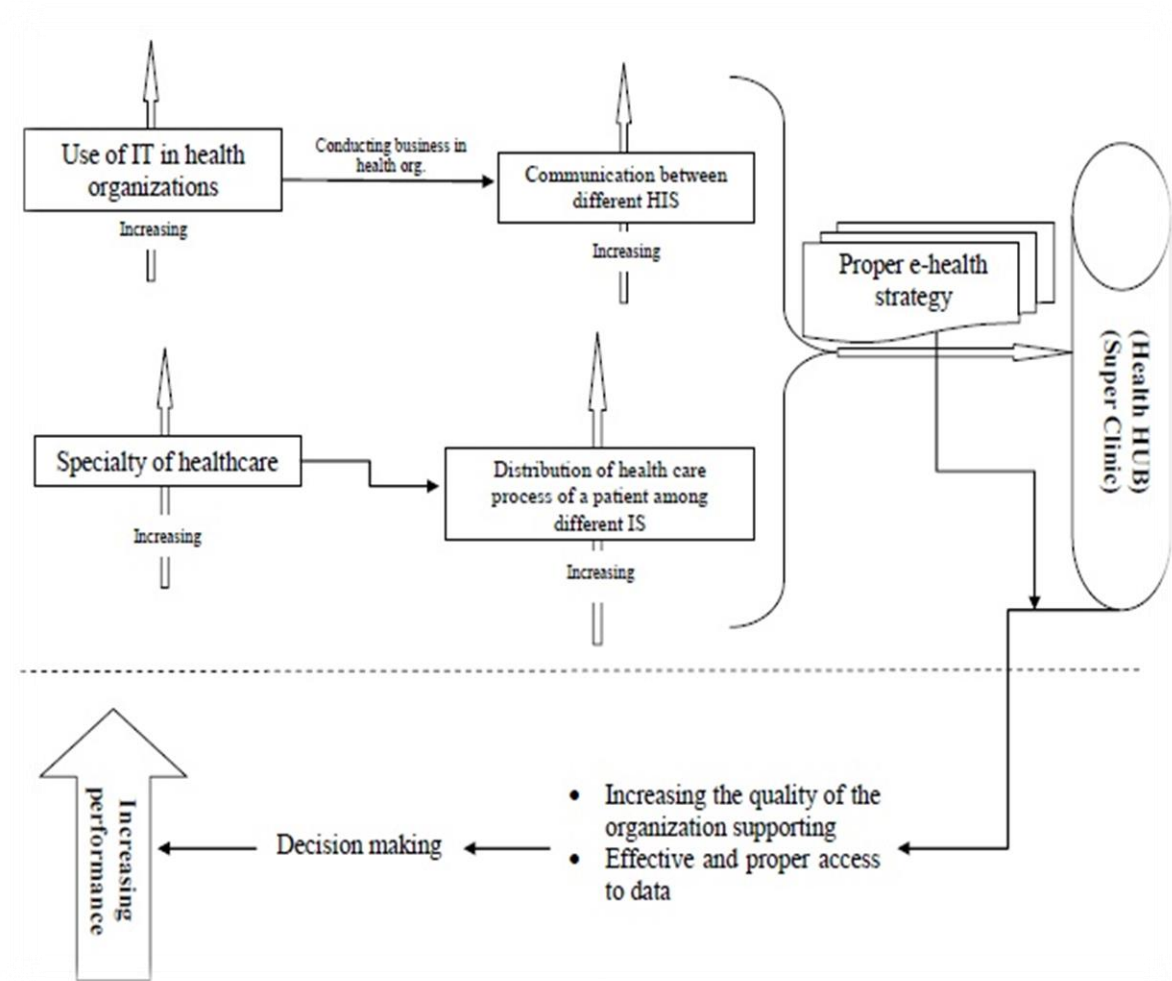 Use of IT in health
organizations
Increasing
Conducting business in
health org.
Communication between
different HIS
Increasing
Proper e-health
strategy
(Health HUB)
(Super Clinic)
Specialty of healthcare
Increasing
Distribution of health care
process of a patient among
different IS
Increasing
Increasing
performance
Decision making
• Increasing the quality of the
organization supporting
• Effective and proper access
to data